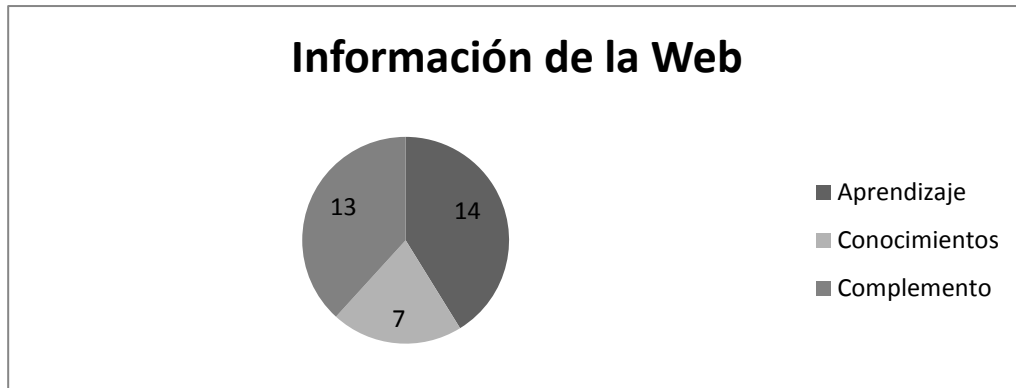 Información de la Web
13
14
7
Aprendizaje
Conocimientos
Complemento